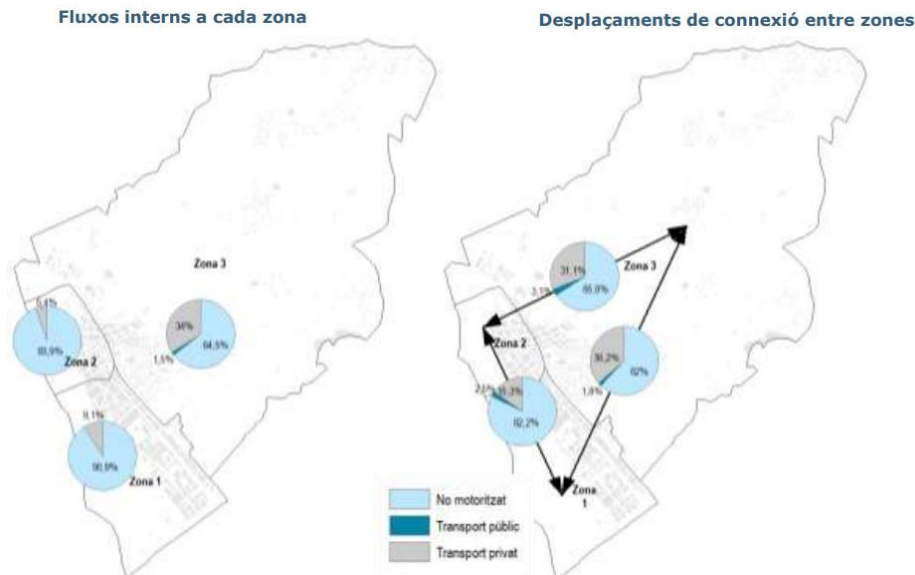 Fluxos interns a cada zona
Desplaçaments de connexió entre zones
Zona 3
34%
64,5%
1,5%
Zona 2
9,1%
90,9%
Zona 1
31,1%
3,1%
65,8%
Zona 3
Zona 2
36,2%
1,8%
62%
16,3%
82,2%
Zona
1
No motoritzat
Transport públic
Transport privat